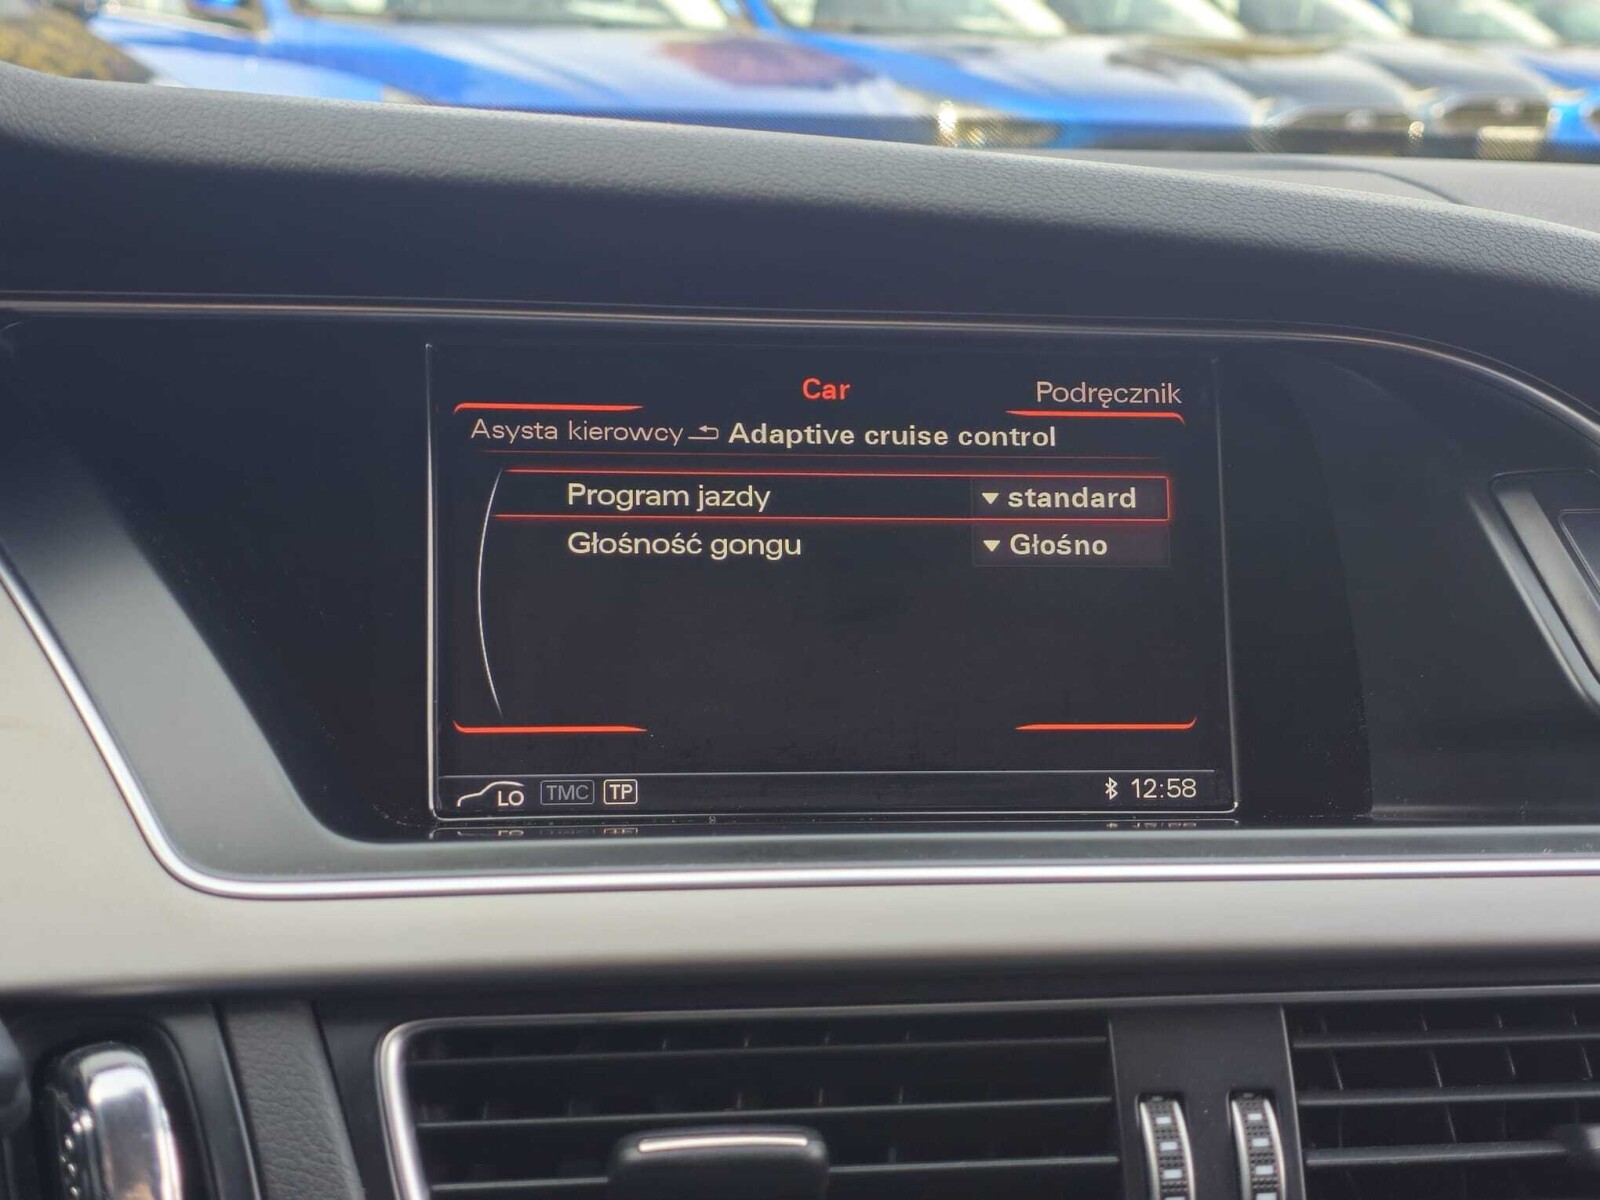 Car
Podręcznik
Asysta kierowcy Adaptive cruise control
Program jazdy standard
Głośność gongu Głośno
LO TMC TP 12:58